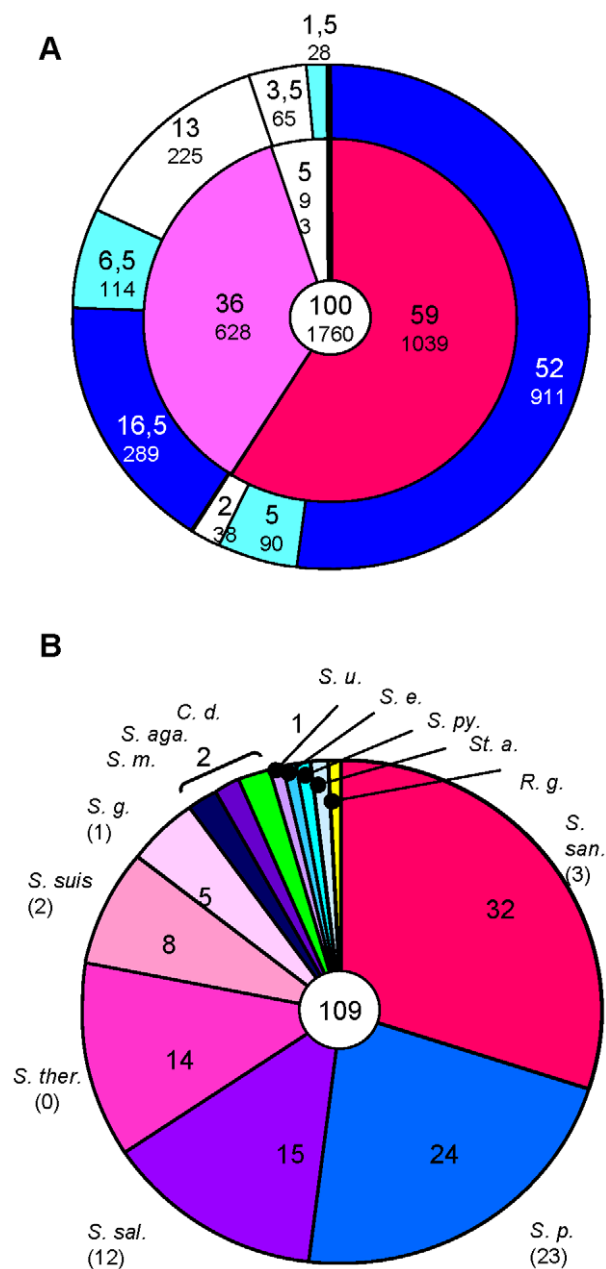 A
1,5
28
3,5
65
13
225
5
9
3
6,5
114
36
628
100
1760
59
1039
52
911
16,5
289
2
38
5
90
B
S. u.
S. e.
C. d.
1
S. py.
S. aga.
St. a.
S. m.
2
R. g.
S. g.
(1)
S.
san.
(3)
S. suis
(2)
5
32
8
109
14
S. ther.
(0)
15
24
S. sal.
(12)
S. p.
(23)